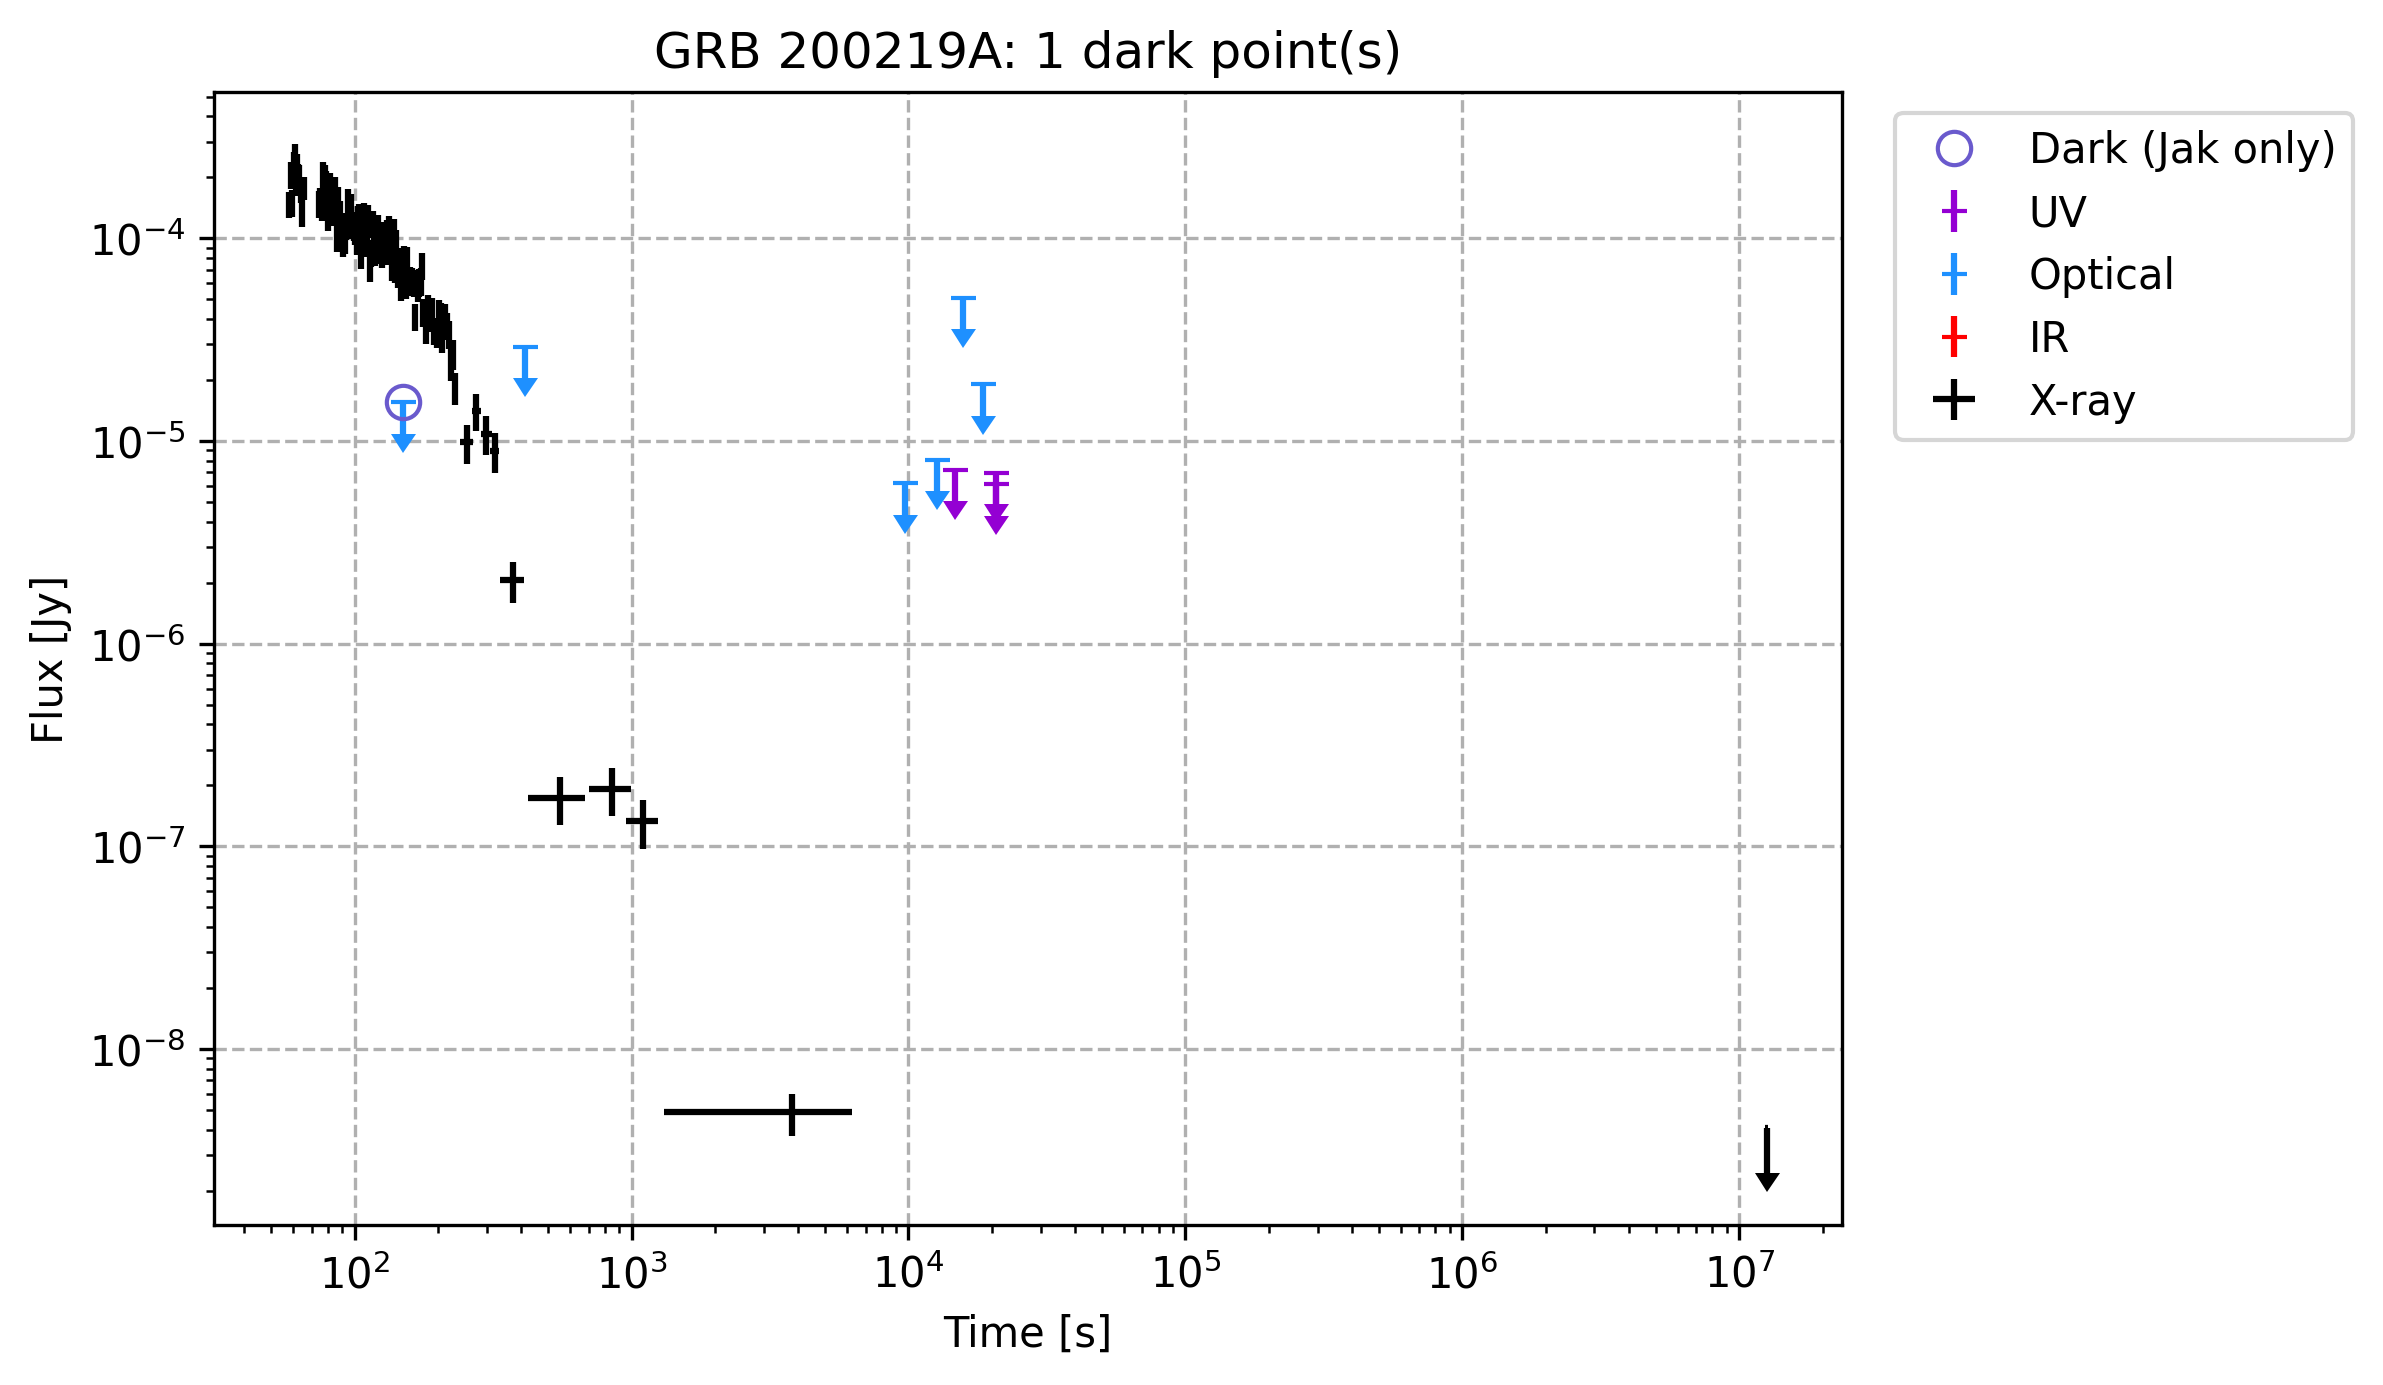 GRB 200219A: 1 dark point(s)
Dark (Jak only)
UV
Optical
IR
X-ray
Flux [Jy]
10⁻⁴
10⁻⁵
10⁻⁶
10⁻⁷
10⁻⁸
10² 10³ 10⁴ 10⁵ 10⁶ 10⁷
Time [s]